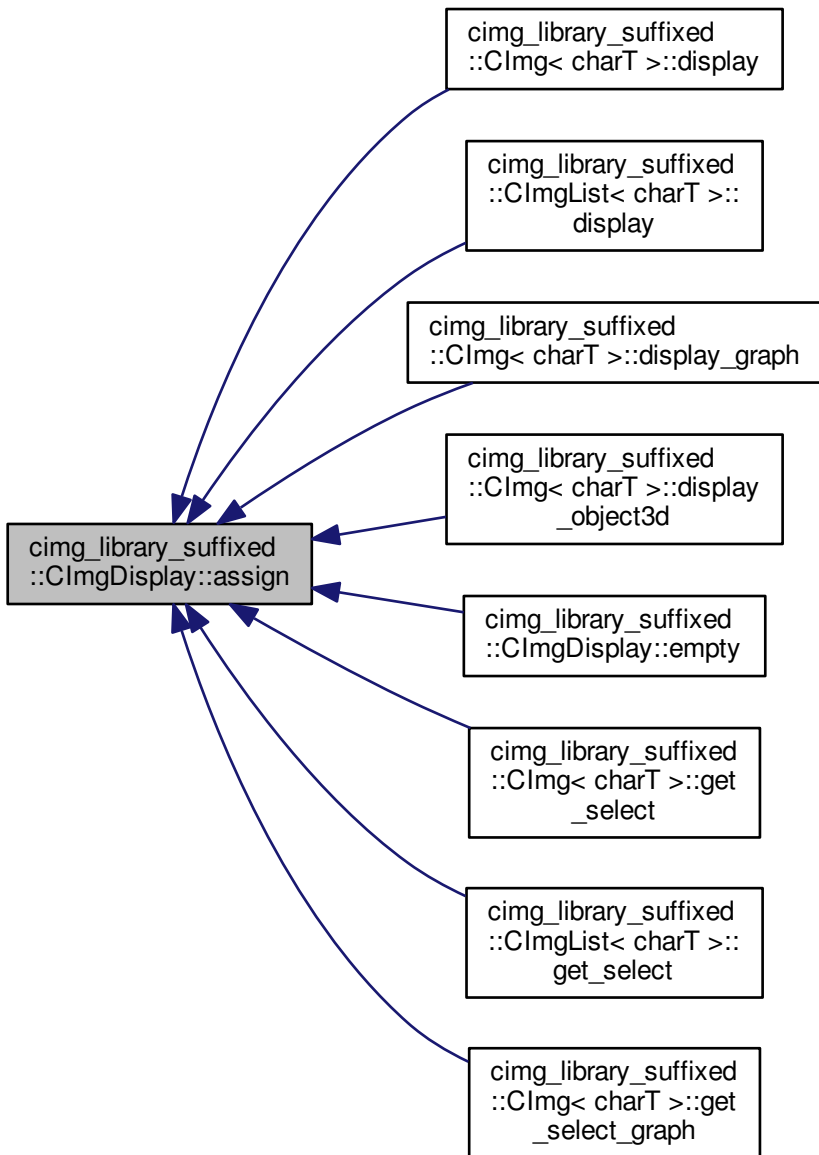 cimg_library_suffixed
::CImg< charT >::display
cimg_library_suffixed
::CImgList< charT >::
display
cimg_library_suffixed
::CImg< charT >::display_graph
cimg_library_suffixed
::CImg< charT >::display
_object3d
cimg_library_suffixed
::CImgDisplay::assign
cimg_library_suffixed
::CImgDisplay::empty
cimg_library_suffixed
::CImg< charT >::get
_select
cimg_library_suffixed
::CImgList< charT >::
get_select
cimg_library_suffixed
::CImg< charT >::get
_select_graph